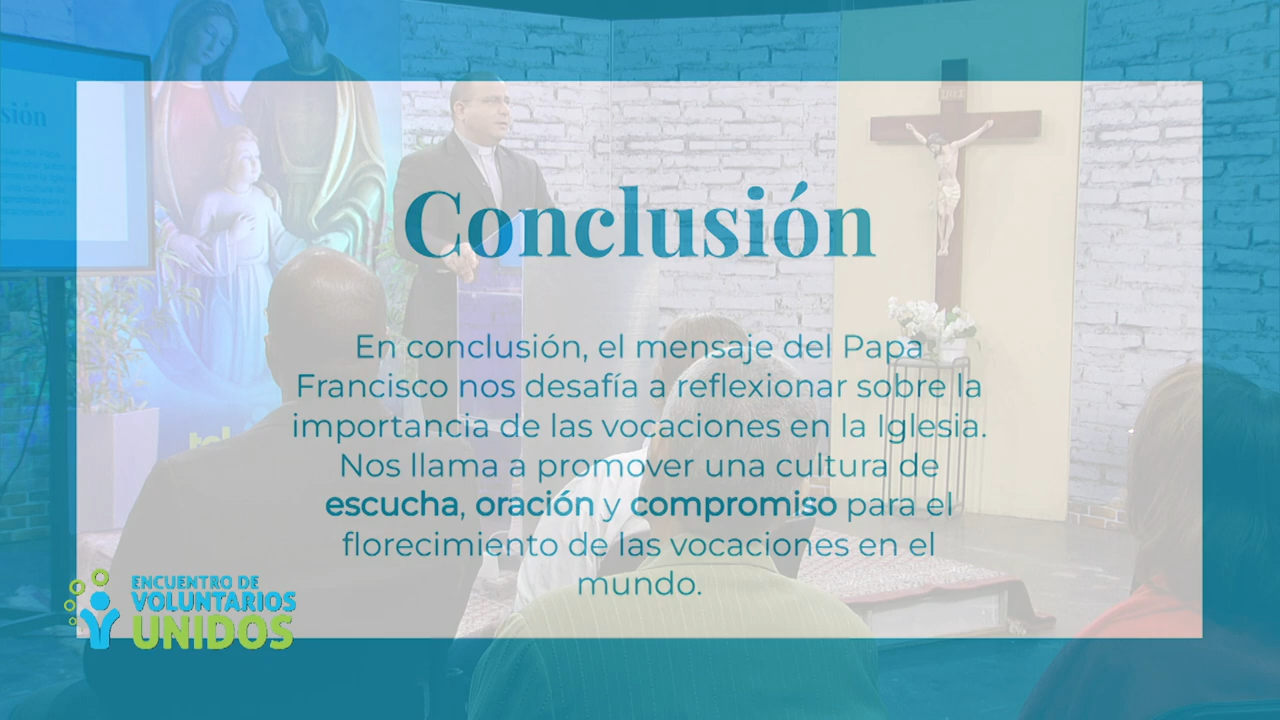 Conclusión
En conclusión, el mensaje del Papa
Francisco nos desafía a reflexionar sobre la
importancia de las vocaciones en la Iglesia.
Nos llama a promover una cultura de
escucha, oración y compromiso para el
florecimiento de las vocaciones en el
mundo.
ENCUENTRO DE
VOLUNTARIOS
UNIDOS
sión